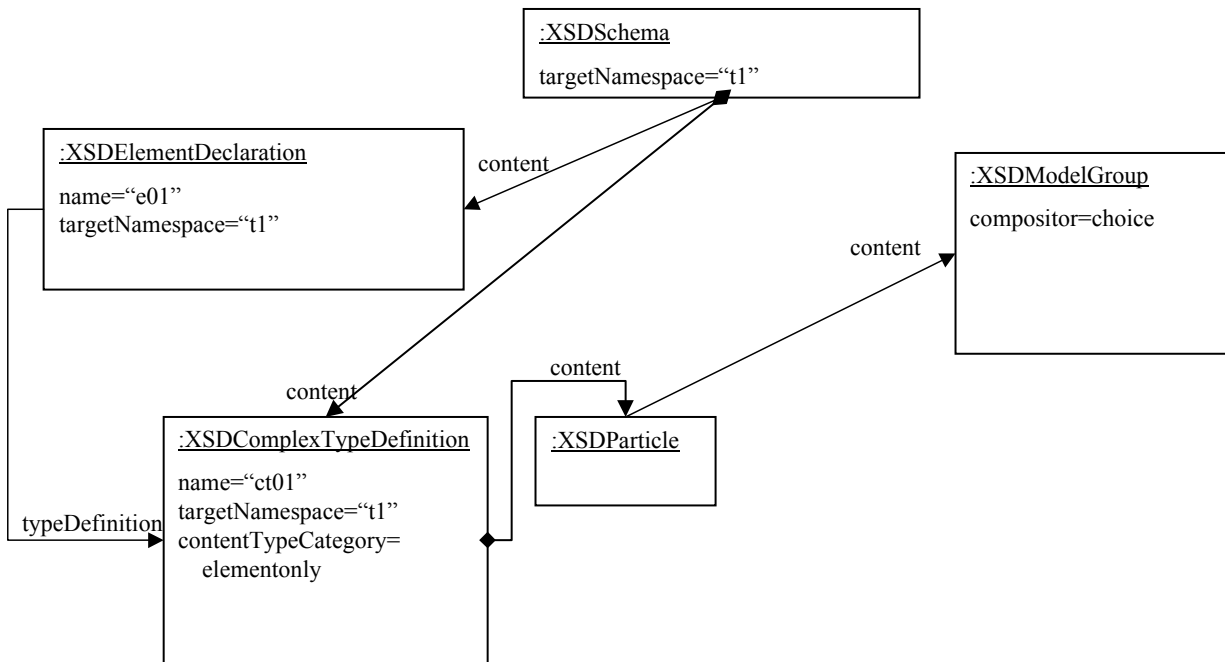 :XSDSchema
targetNamespace=“t1”
:XSDElementDeclaration
name=“e01”
targetNamespace=“t1”
content
:XSDModelGroup
compositor=choice
content
content
content
:XSDComplexTypeDefinition
name=“ct01”
targetNamespace=“t1”
contentTypeCategory=
elementonly
:XSDParticle
typeDefinition